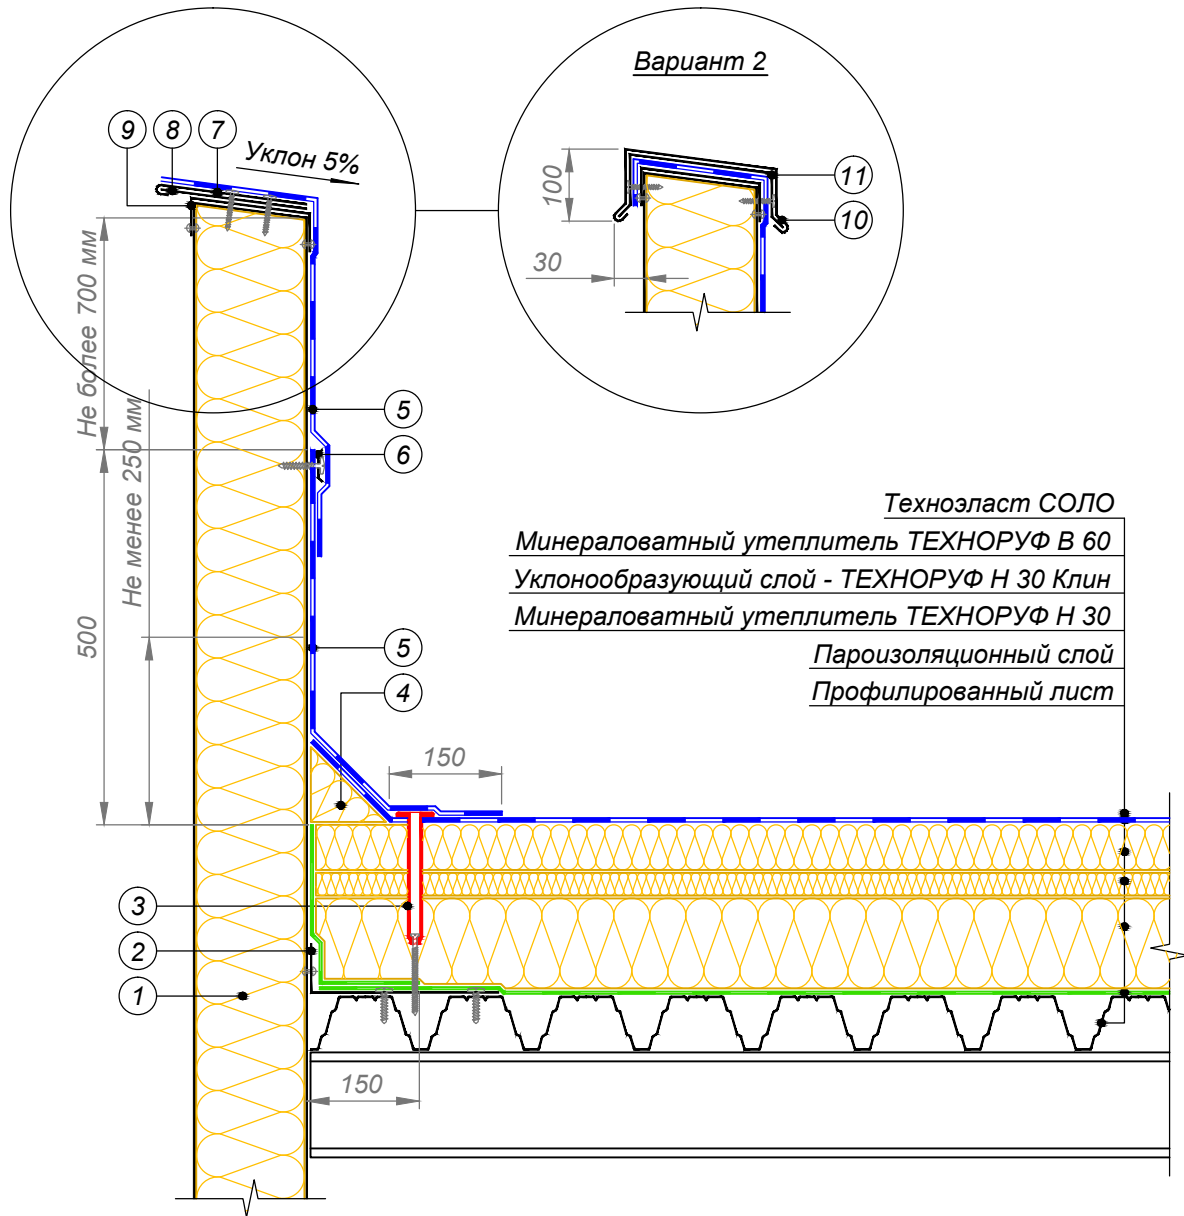 Вариант 2
9
8
7
Уклон 5%
100
11
10
30
Не более 700 мм
Не менее 250 мм
500
5
6
Техноэласт СОЛО
Минераловатный утеплитель ТЕХНОРУФ В 60
Уклонообразующий слой - ТЕХНОРУФ Н 30 Клин
Минераловатный утеплитель ТЕХНОРУФ Н 30
Пароизоляционный слой
Профилированный лист
5
4
150
3
2
1
150